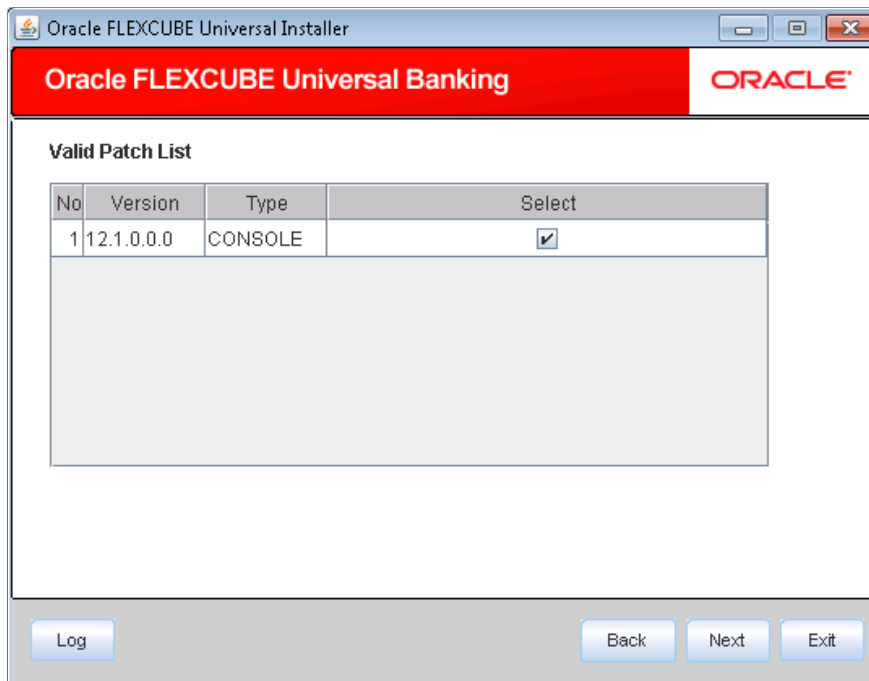 Oracle FLEXCUBE Universal Installer
Oracle FLEXCUBE Universal Banking
ORACLE
Valid Patch List
No Version Type Select
1 12.1.0.0.0 CONSOLE
Log Back Next Exit